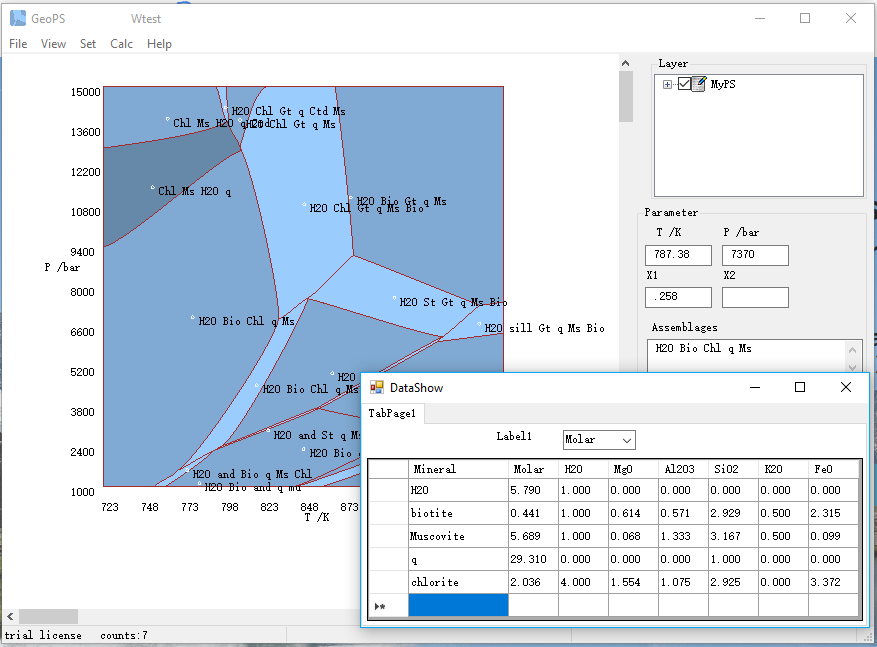 GeoPS Wtest
File View Set Calc Help
15000
13600
12200
10800
9400
P /bar
8000
6600
5200
3800
2400
1000
723 748 773 798 823 848 873
T /K
H2O Chl Gt q Ctd Ms
Chl Ms H2O q Ctd
H2O Chl Gt q Ms
Chl Ms H2O q
H2O Bio Gt q Ms
H2O Chl Gt q Ms Bio
H2O St Gt q Ms Bio
H2O Bio Chl q Ms
H2O sill Gt q Ms Bio
H2O
H2O Bio Chl q Ms
H2O and St q Ms
H2O Bio
H2O and Bio q Ms Chl
H2O Bio and q mu
Layer
MyPS
Parameter
T /K P /bar
787.38 7370
X1 X2
.258
Assemblages
H2O Bio Chl q Ms
DataShow
TabPage1
Label1 Molar
Mineral Molar H2O MgO Al2O3 SiO2 K2O FeO
H2O 5.790 1.000 0.000 0.000 0.000 0.000 0.000
biotite 0.441 1.000 0.614 0.571 2.929 0.500 2.315
Muscovite 5.689 1.000 0.068 1.333 3.167 0.500 0.099
q 29.310 0.000 0.000 0.000 1.000 0.000 0.000
chlorite 2.036 4.000 1.554 1.075 2.925 0.000 3.372
trial license counts:7